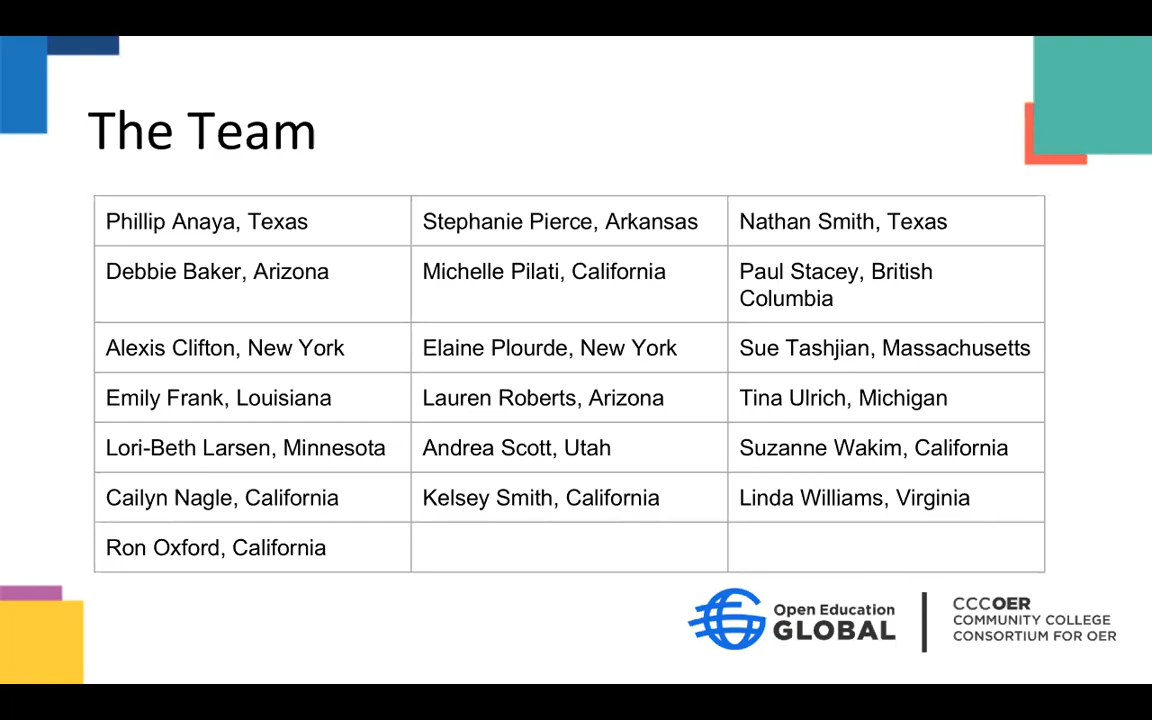 The Team
Phillip Anaya, Texas
Stephanie Pierce, Arkansas
Nathan Smith, Texas
Debbie Baker, Arizona
Michelle Pilati, California
Paul Stacey, British
Columbia
Alexis Clifton, New York
Elaine Plourde, New York
Sue Tashjian, Massachusetts
Emily Frank, Louisiana
Lauren Roberts, Arizona
Tina Ulrich, Michigan
Lori-Beth Larsen, Minnesota
Andrea Scott, Utah
Suzanne Wakim, California
Cailyn Nagle, California
Kelsey Smith, California
Linda Williams, Virginia
Ron Oxford, California
Open Education
GLOBAL
CCCOER
COMMUNITY COLLEGE
CONSORTIUM FOR OER